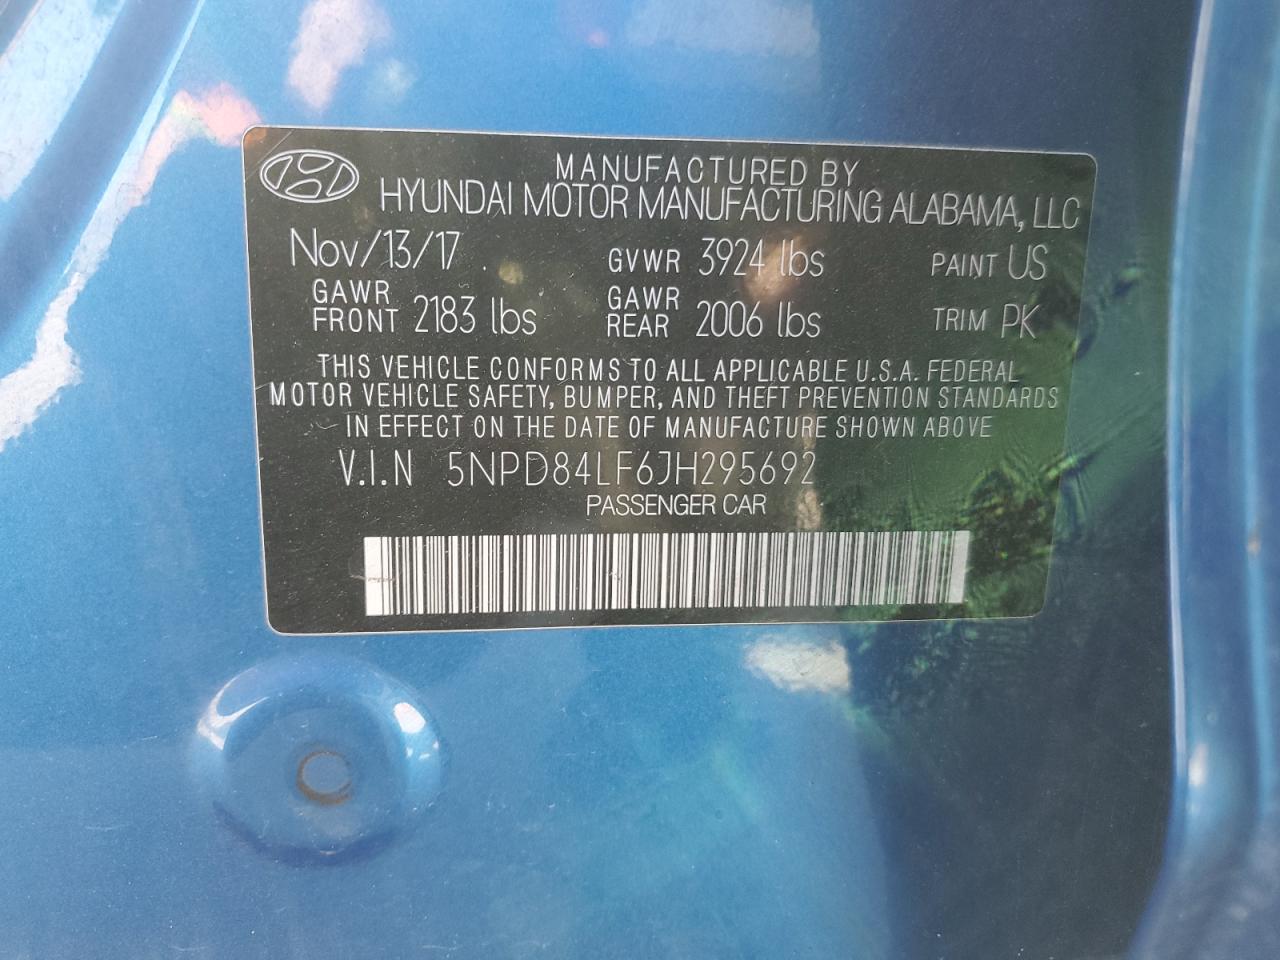 MANUFACTURED BY
HYUNDAI MOTOR MANUFACTURING ALABAMA, LLC
Nov/13/17 GVWR 3924 lbs PAINT US
GAWR FRONT 2183 lbs GAWR REAR 2006 lbs TRIM PK
THIS VEHICLE CONFORMS TO ALL APPLICABLE U.S.A. FEDERAL
MOTOR VEHICLE SAFETY, BUMPER, AND THEFT PREVENTION STANDARDS
IN EFFECT ON THE DATE OF MANUFACTURE SHOWN ABOVE
V.I.N 5NPD84LF6JH295692
PASSENGER CAR